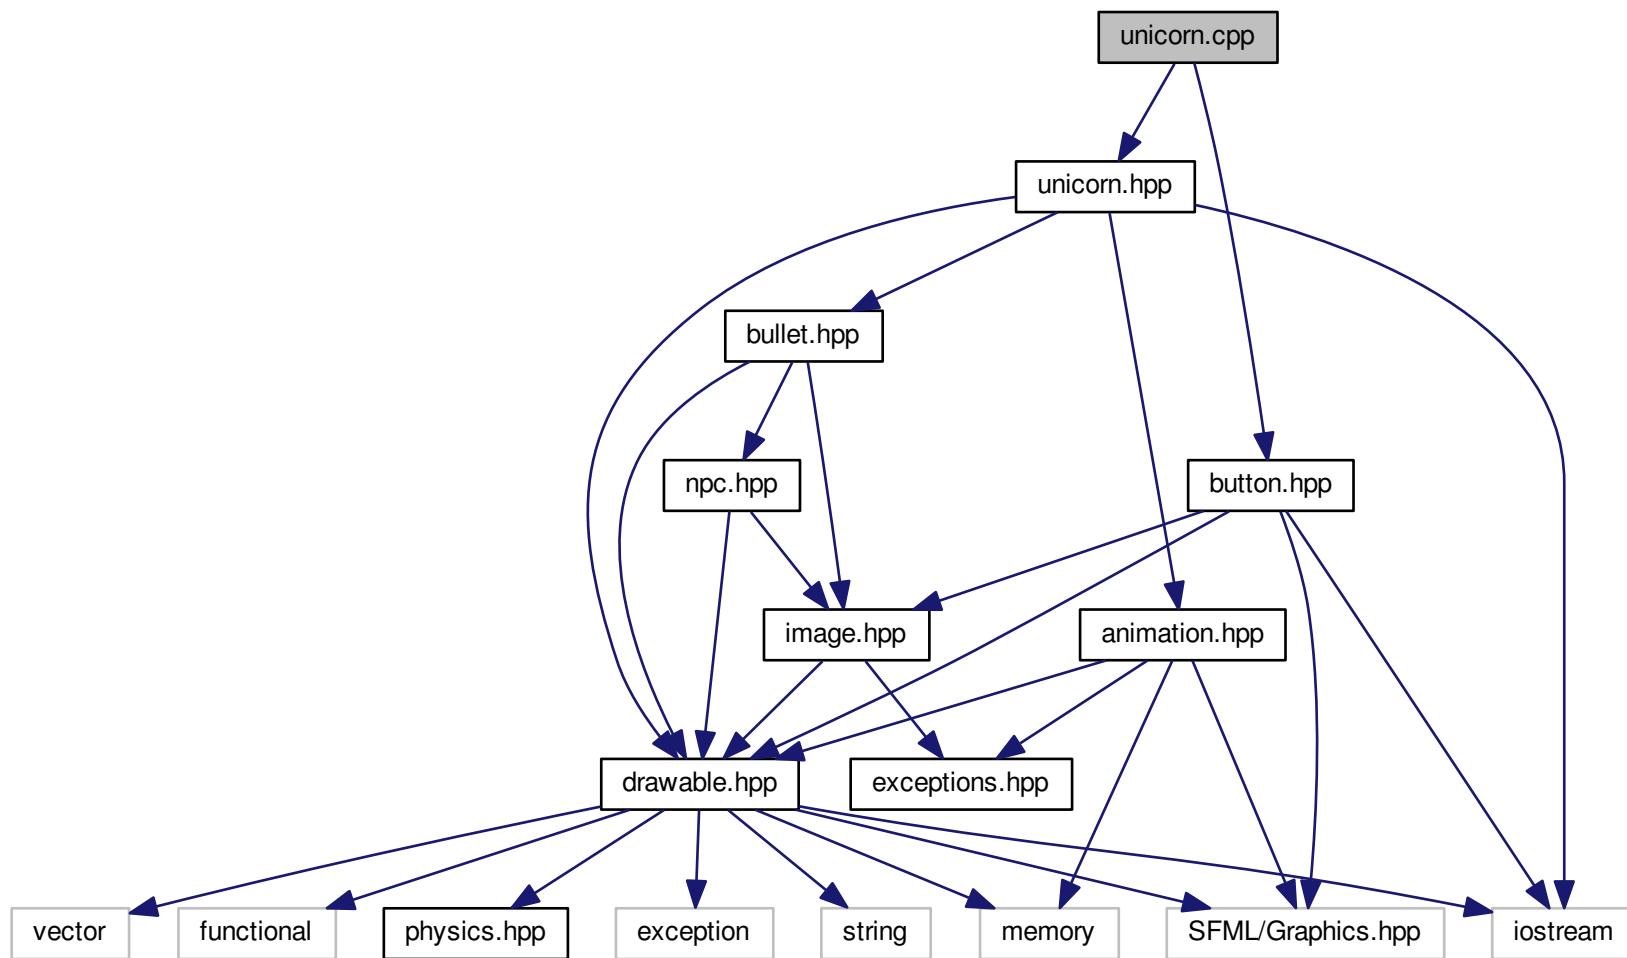 unicorn.cpp
unicorn.hpp
bullet.hpp
npc.hpp
button.hpp
image.hpp
animation.hpp
drawable.hpp
exceptions.hpp
vector
functional
physics.hpp
exception
string
memory
SFML/Graphics.hpp
iostream